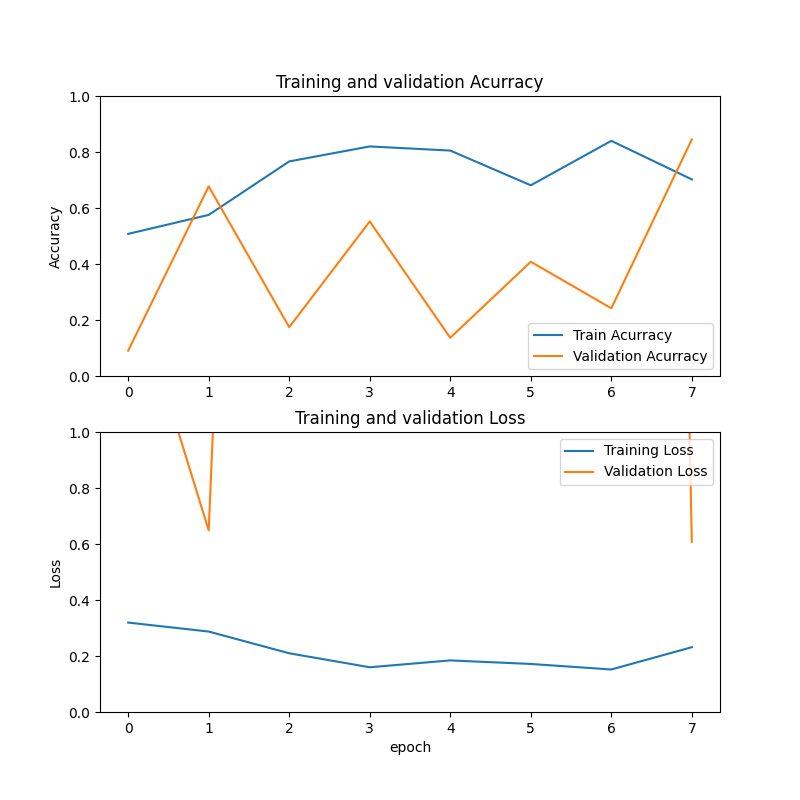 Training and validation Acurracy
1.0
0.8
0.6
0.4
0.2
0.0
Accuracy
0 1 2 3 4 5 6 7
Train Acurracy
Validation Acurracy
Training and validation Loss
1.0
0.8
0.6
0.4
0.2
0.0
Loss
0 1 2 3 4 5 6 7
epoch
Training Loss
Validation Loss